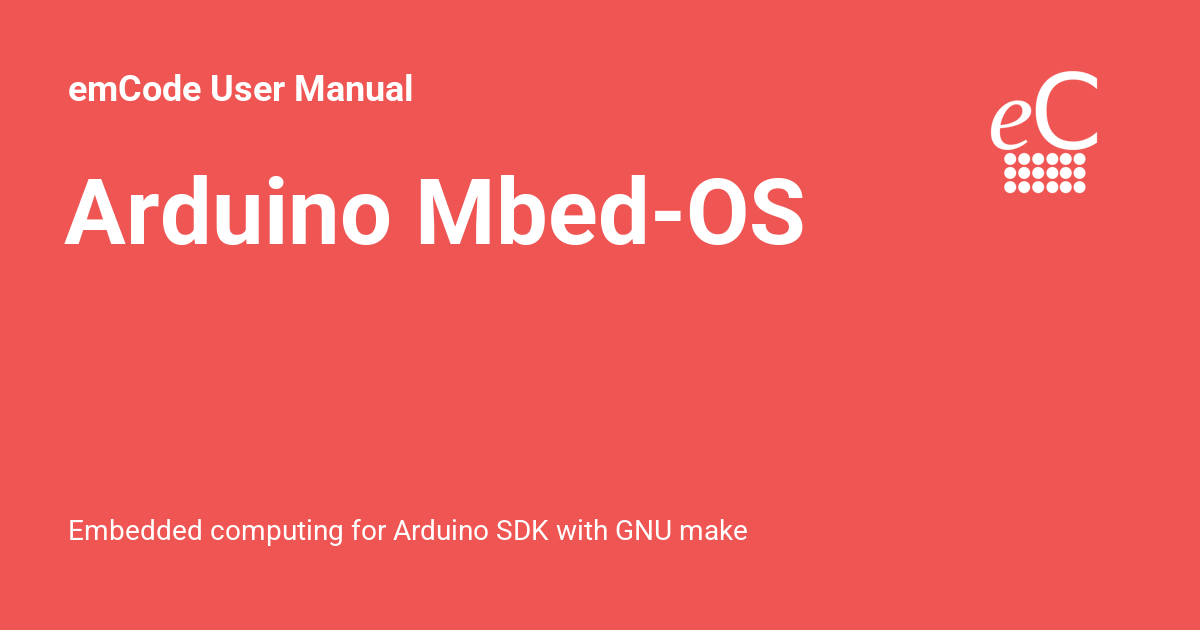 emCode User Manual
eC
Arduino Mbed-OS
Embedded computing for Arduino SDK with GNU make